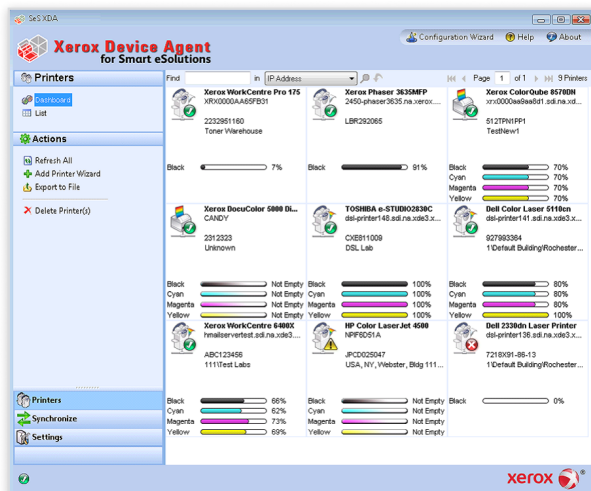 SeS XDA
Xerox Device Agent
for Smart eSolutions
Configuration Wizard Help About
Printers
Dashboard
List
Actions
Refresh All
Add Printer Wizard
Export to File
Delete Printer(s)
Printers
Synchronize
Settings
Find in IP Address Page 1 of 1 9 Printers
Xerox WorkCentre Pro 175
XRX0000AA65FB31
2232951160
Toner Warehouse
Black 7%
Xerox Phaser 3635MFP
2450-phaser3635.na.xerox....
LBR292065
Black 91%
Xerox ColorQube 8570DN
xrx0000aa9aa8d1.sdi.na.xd...
512TPN1PP1
TestNew1
Black 70%
Cyan 70%
Magenta 70%
Yellow 70%
Xerox DocuColor 5000 Di...
CANDY
2312323
Unknown
Black Not Empty
Cyan Not Empty
Magenta Not Empty
Yellow Not Empty
TOSHIBA e-STUDIO2830C
dsl-printer148.sdi.na.xde3.x...
CXE811009
DSL Lab
Black 100%
Cyan 100%
Magenta 100%
Yellow 100%
Dell Color Laser 5110cn
dsl-printer141.sdi.na.xde3.x...
927993364
1'Default Building\Rochester...
Black 80%
Cyan 80%
Magenta 80%
Yellow 100%
Xerox WorkCentre 6400X
hmailservertest.sdi.na.xde3....
ABC123456
1111\Test Labs
Black 66%
Cyan 62%
Magenta 73%
Yellow 69%
HP Color LaserJet 4500
NPIF6D51A
JPCD025047
USA, NY, Webster, Bldg 111...
Black Not Empty
Cyan Not Empty
Magenta Not Empty
Yellow Not Empty
Dell 2330dn Laser Printer
dsl-printer136.sdi.na.xde3.x...
7218X91-86-13
1'Default Building\Rochester...
Black 0%
xerox